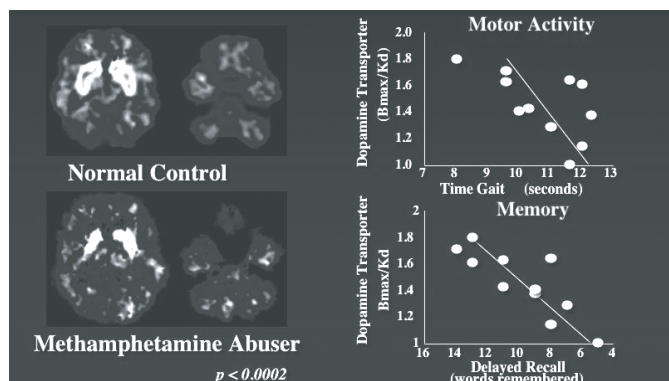 Normal Control
Methamphetamine Abuser
p < 0.0002
Motor Activity
Dopamine Transporter
(Bmax/Kd)
2.0
1.8
1.6
1.4
1.2
1.0
7 8 9 10 11 12 13
Time Gait (seconds)
Memory
Dopamine Transporter
Bmax/Kd
2
1.8
1.6
1.4
1.2
1
16 14 12 10 8 6 4
Delayed Recall
(words remembered)